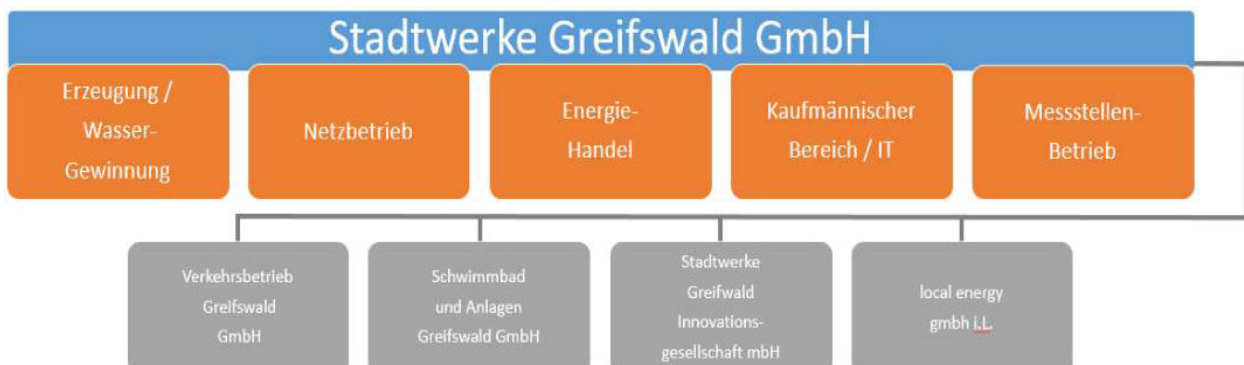 Stadtwerke Greifswald GmbH
Erzeugung /
Wasser-
Gewinnung
Netzbetrieb
Energie-
Handel
Kaufmännischer
Bereich / IT
Messstellen-
Betrieb
Verkehrsbetrieb
Greifswald
GmbH
Schwimmbad
und Anlagen
Greifswald GmbH
Stadtwerke
Greifwald
Innovations-
gesellschaft mbH
local energy
gmbh i.L.